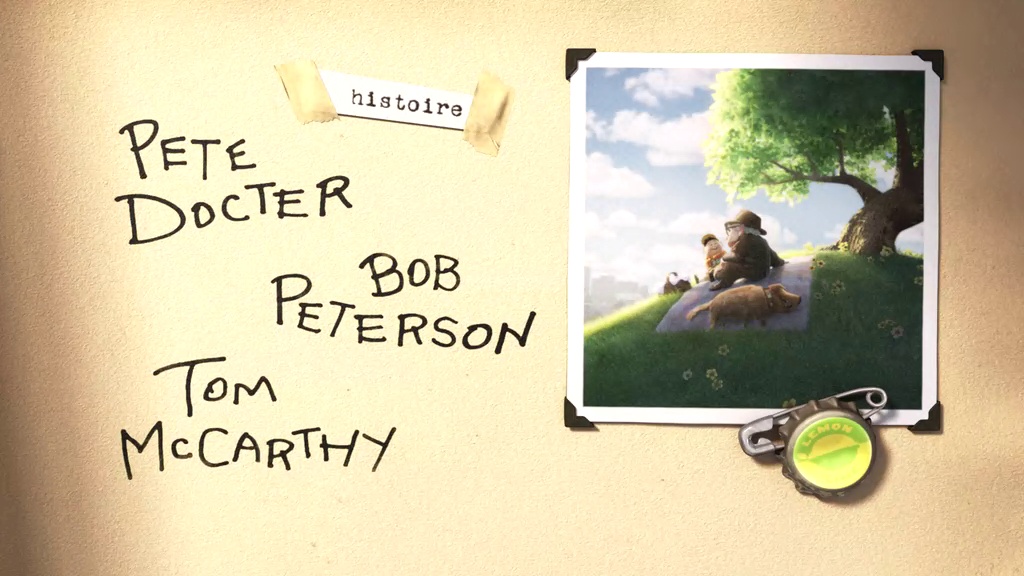 histoire
PETE
DOCTER
BOB
PETERSON
TOM
McCARTHY
LEMON